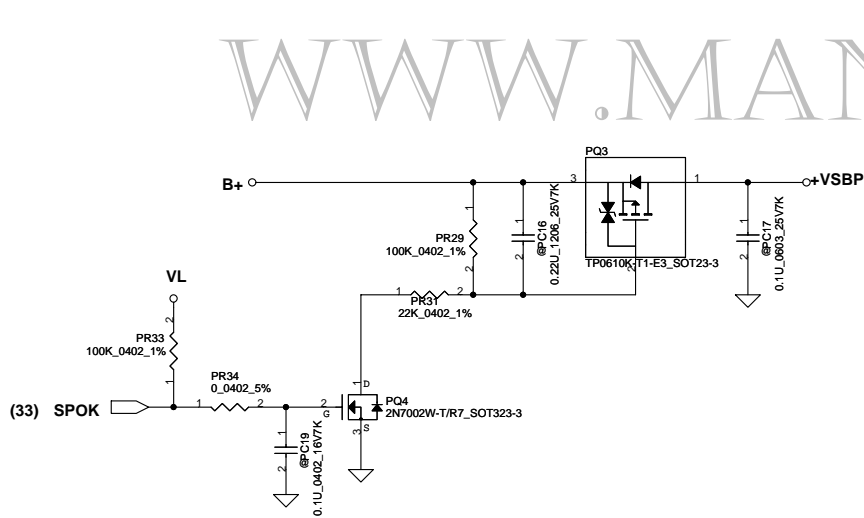 WWW.MAN
PQ3
B+
3
1
+VSBP
1
PR29
100K_0402_1%
2
1
2
@PC16
0.22U_1206_25V7K
2
TP0610K-T1-E3_SOT23-3
1
2
@PC17
0.1U_0603_25V7K
VL
1
2
PR31
22K_0402_1%
2
PR33
100K_0402_1%
1
PR34
0_0402_5%
(33) SPOK
1
2
2
G
1
D
PQ4
2N7002W-T/R7_SOT323-3
3
S
1
2
@PC19
0.1U_0402_16V7K